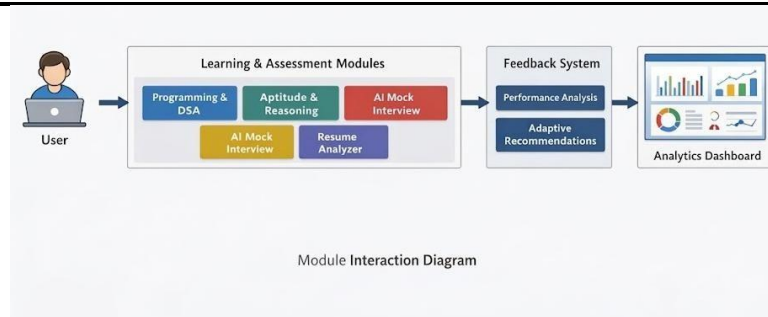 User
Learning & Assessment Modules
Programming &
DSA
Aptitude &
Reasoning
AI Mock
Interview
AI Mock
Interview
Resume
Analyzer
Feedback System
Performance Analysis
Adaptive
Recommendations
Analytics Dashboard
Module Interaction Diagram